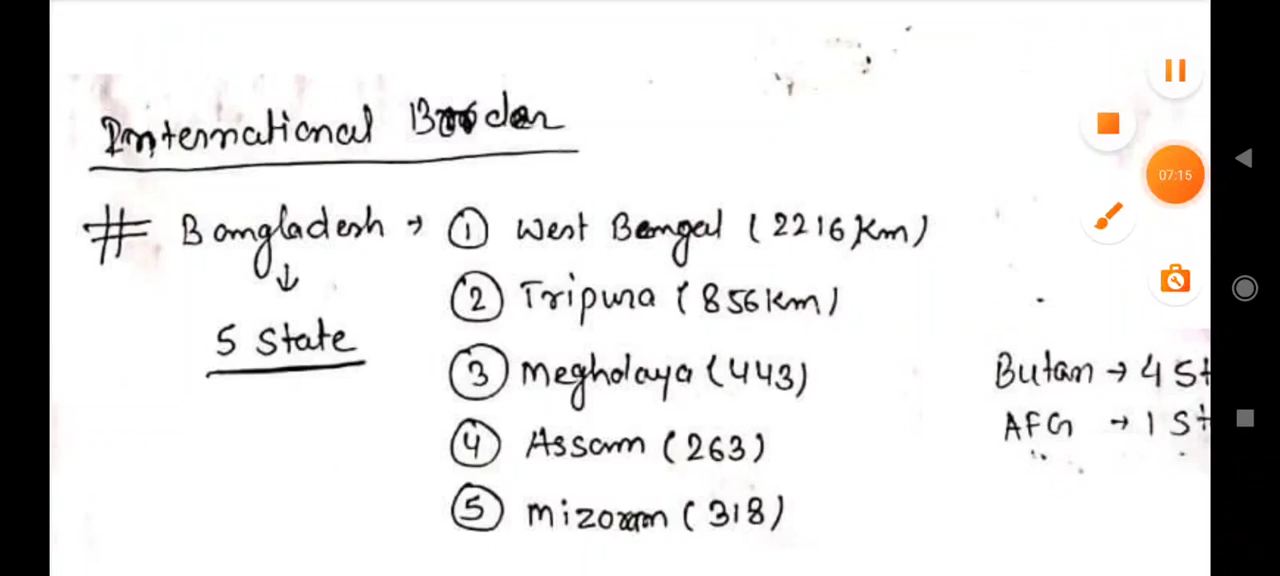 International Border
# Bangladesh → ① West Bengal (2216 Km)
↓
5 State
② Tripura (856 km)
③ Megholaya (443)
④ Assam (263)
⑤ Mizoram (318)
Butan → 4 St
AFG → 1 St
07:15